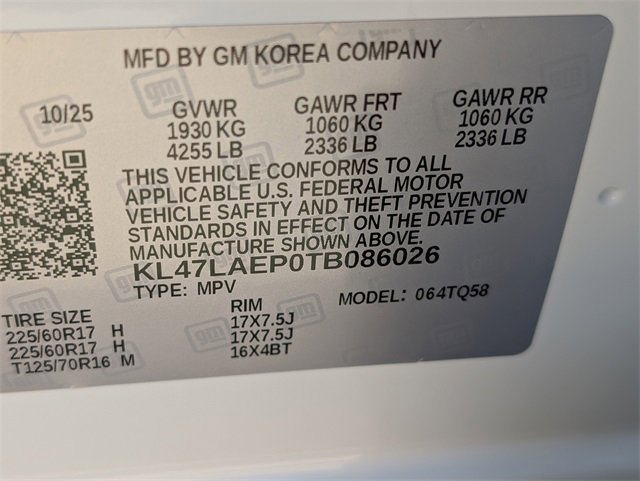 MFD BY GM KOREA COMPANY
10/25
GVWR
1930 KG
4255 LB
GAWR FRT
1060 KG
2336 LB
GAWR RR
1060 KG
2336 LB
THIS VEHICLE CONFORMS TO ALL
APPLICABLE U.S. FEDERAL MOTOR
VEHICLE SAFETY AND THEFT PREVENTION
STANDARDS IN EFFECT ON THE DATE OF
MANUFACTURE SHOWN ABOVE.
KL47LAEP0TB086026
TYPE: MPV
MODEL: 064TQ58
TIRE SIZE
225/60R17 H
225/60R17 H
T125/70R16 M
RIM
17X7.5J
17X7.5J
16X4BT